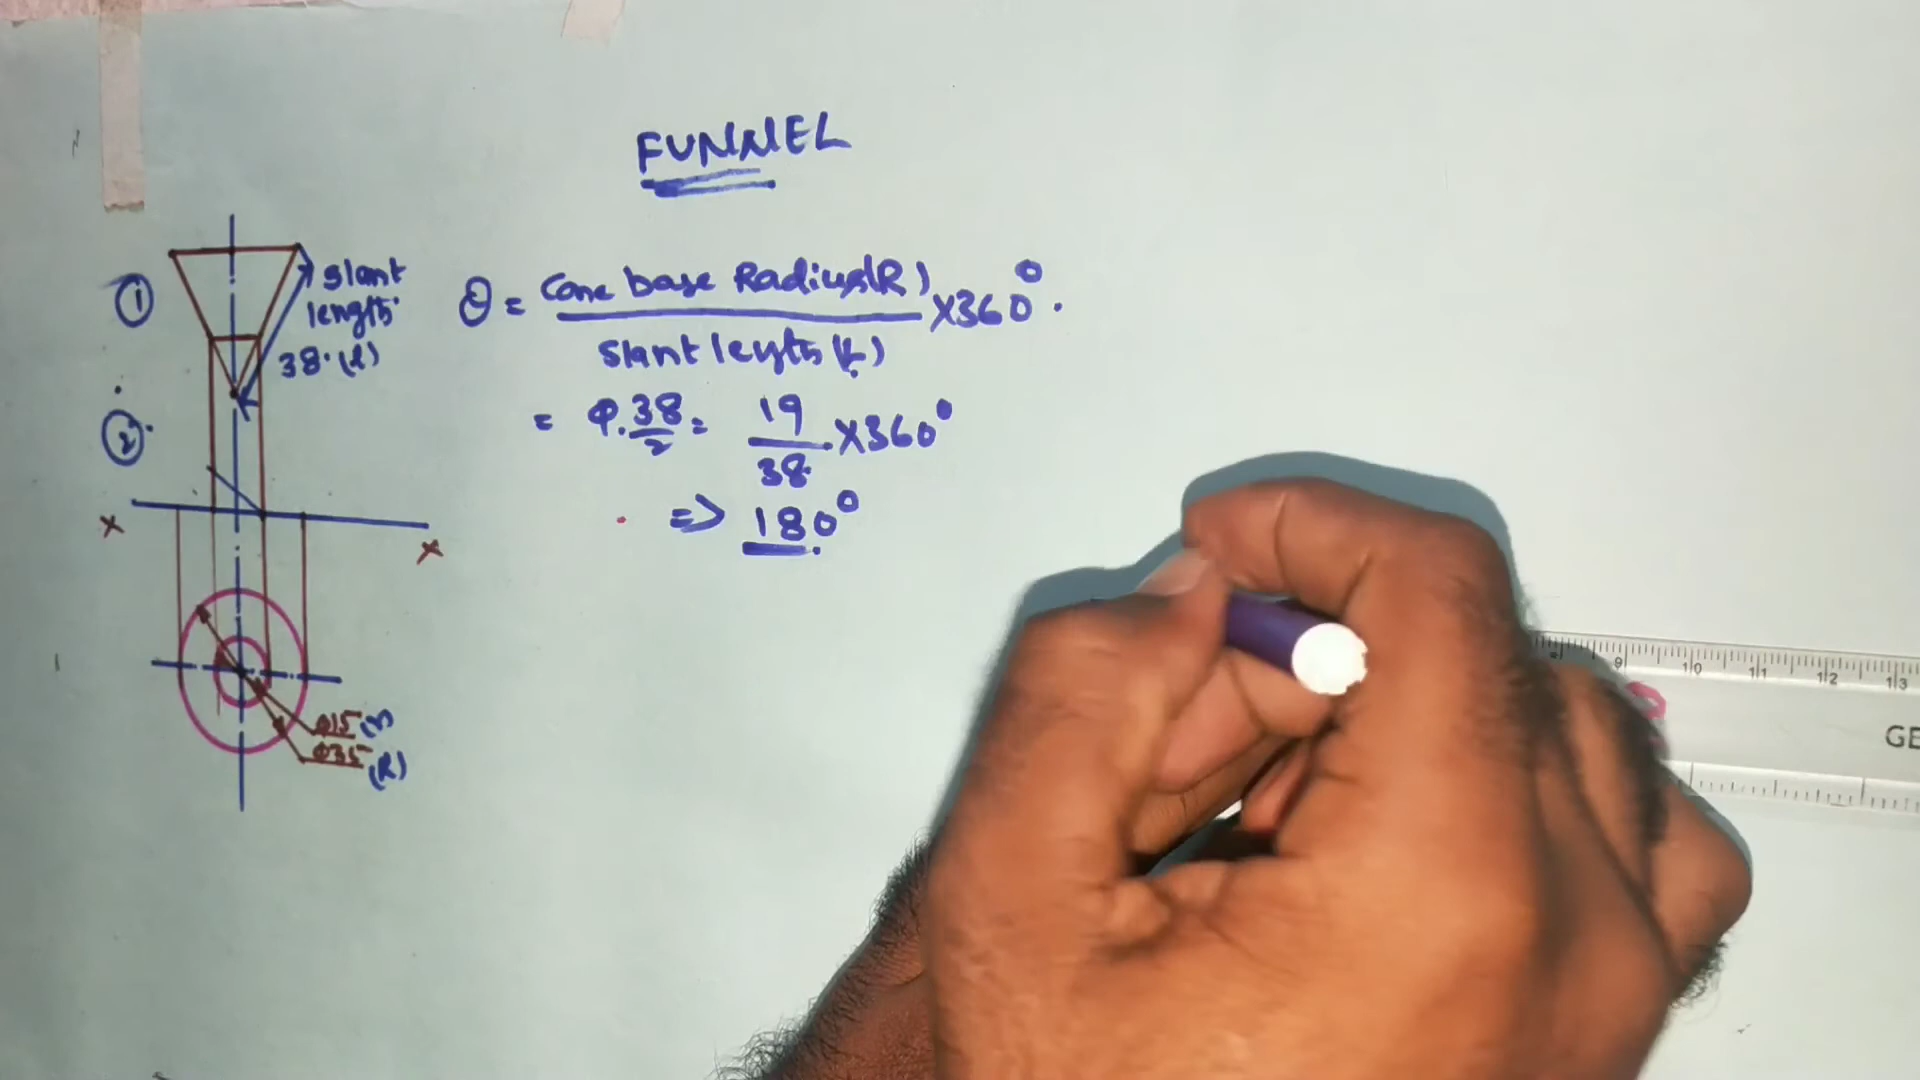 FUNNEL
1
slant
length
38.(l)
θ = Cone base Radius(R) X360°.
Slant length (L)
2
= Φ.38/2 = 19/38 X360°
=> 180°
X
X
Φ15 (r)
Φ35 (R)
9 10 11 12 13
GE